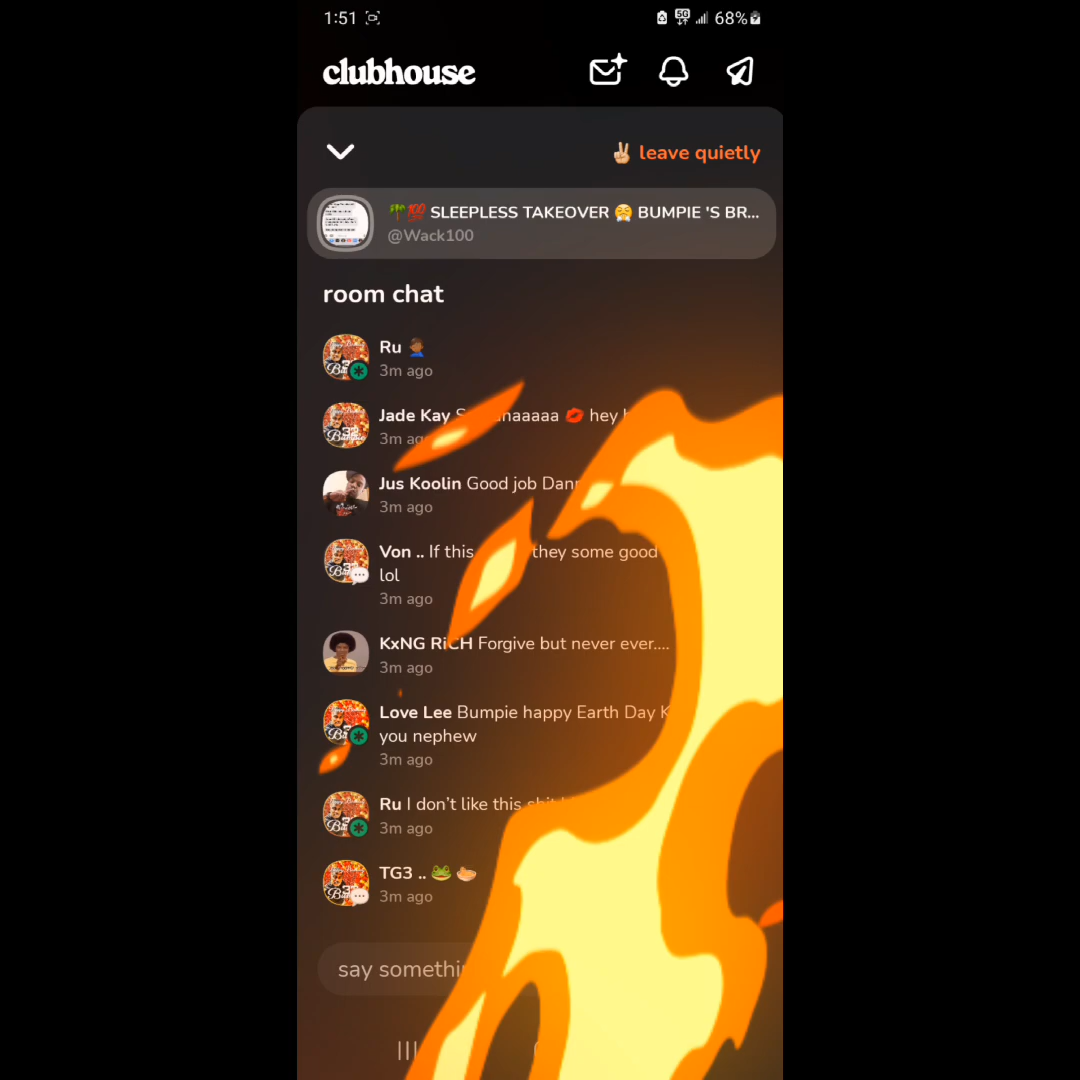 1:51 5G 68%
clubhouse
✌🏼 leave quietly
🌴💯 SLEEPLESS TAKEOVER 😤 BUMPIE 'S BR...
@Wack100
room chat
Ru 🤦🏾‍♂️
3m ago
Jade Kay 💋 hey
3m ago
Jus Koolin Good job
3m ago
Von .. If this they some good
lol
3m ago
KxNG RiCH Forgive but never ever....
3m ago
Love Lee Bumpie happy Earth Day
you nephew
3m ago
Ru I don't like this
3m ago
TG3 .. 🐸 🍵
3m ago
say